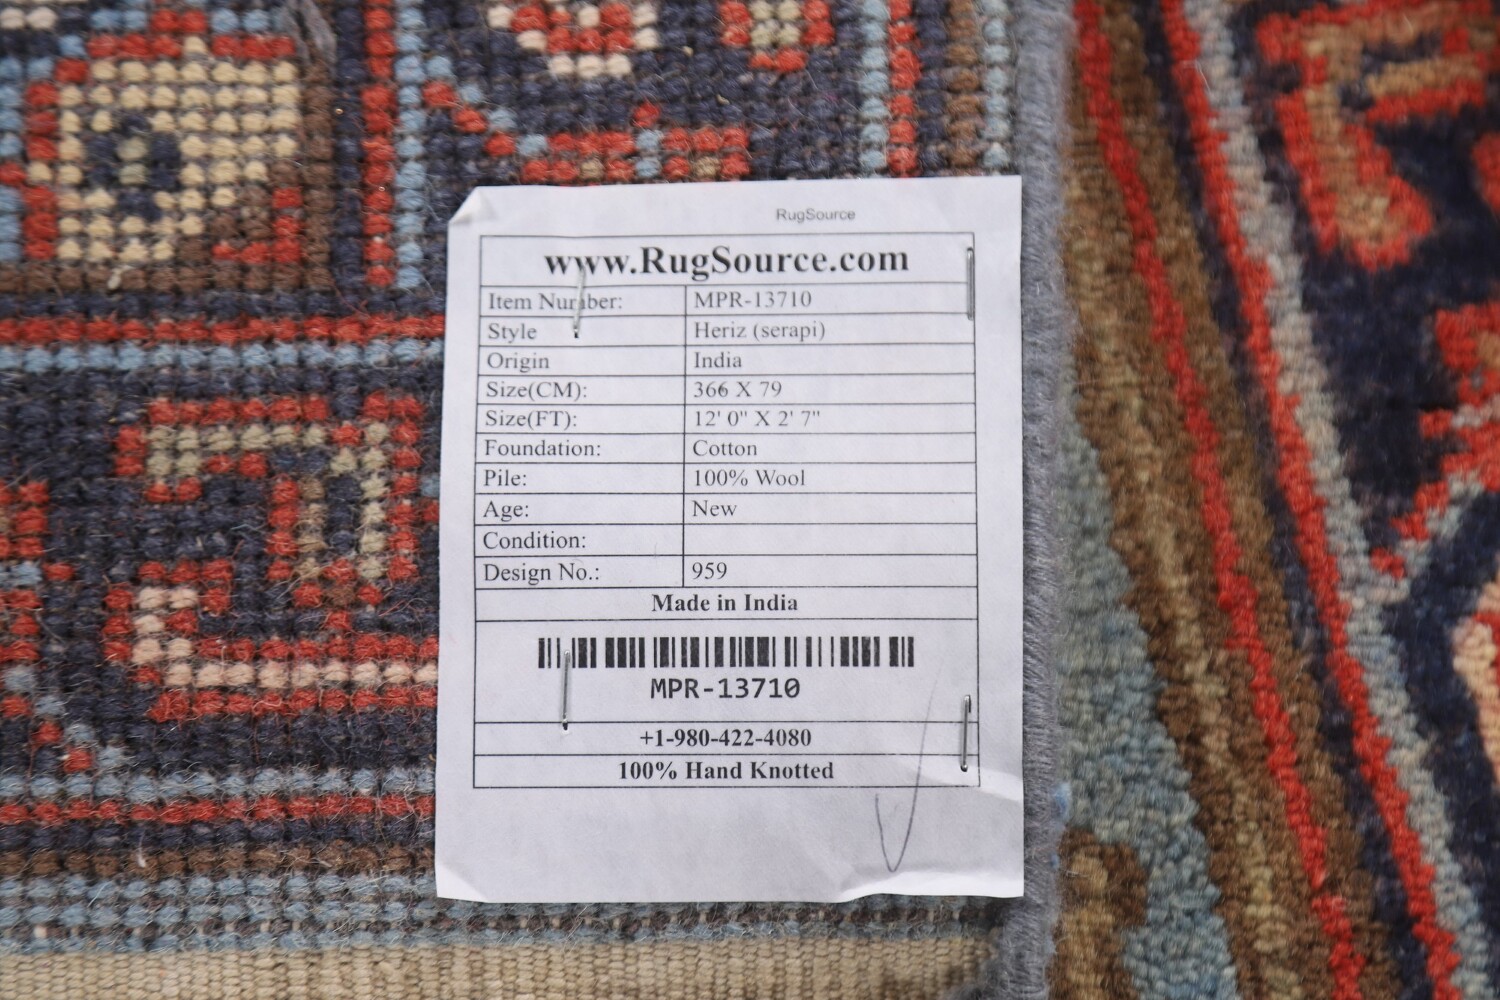 RugSource
www.RugSource.com
Item Number: MPR-13710
Style Heriz (serapi)
Origin India
Size(CM): 366 X 79
Size(FT): 12' 0" X 2' 7"
Foundation: Cotton
Pile: 100% Wool
Age: New
Condition:
Design No.: 959
Made in India
MPR-13710
+1-980-422-4080
100% Hand Knotted